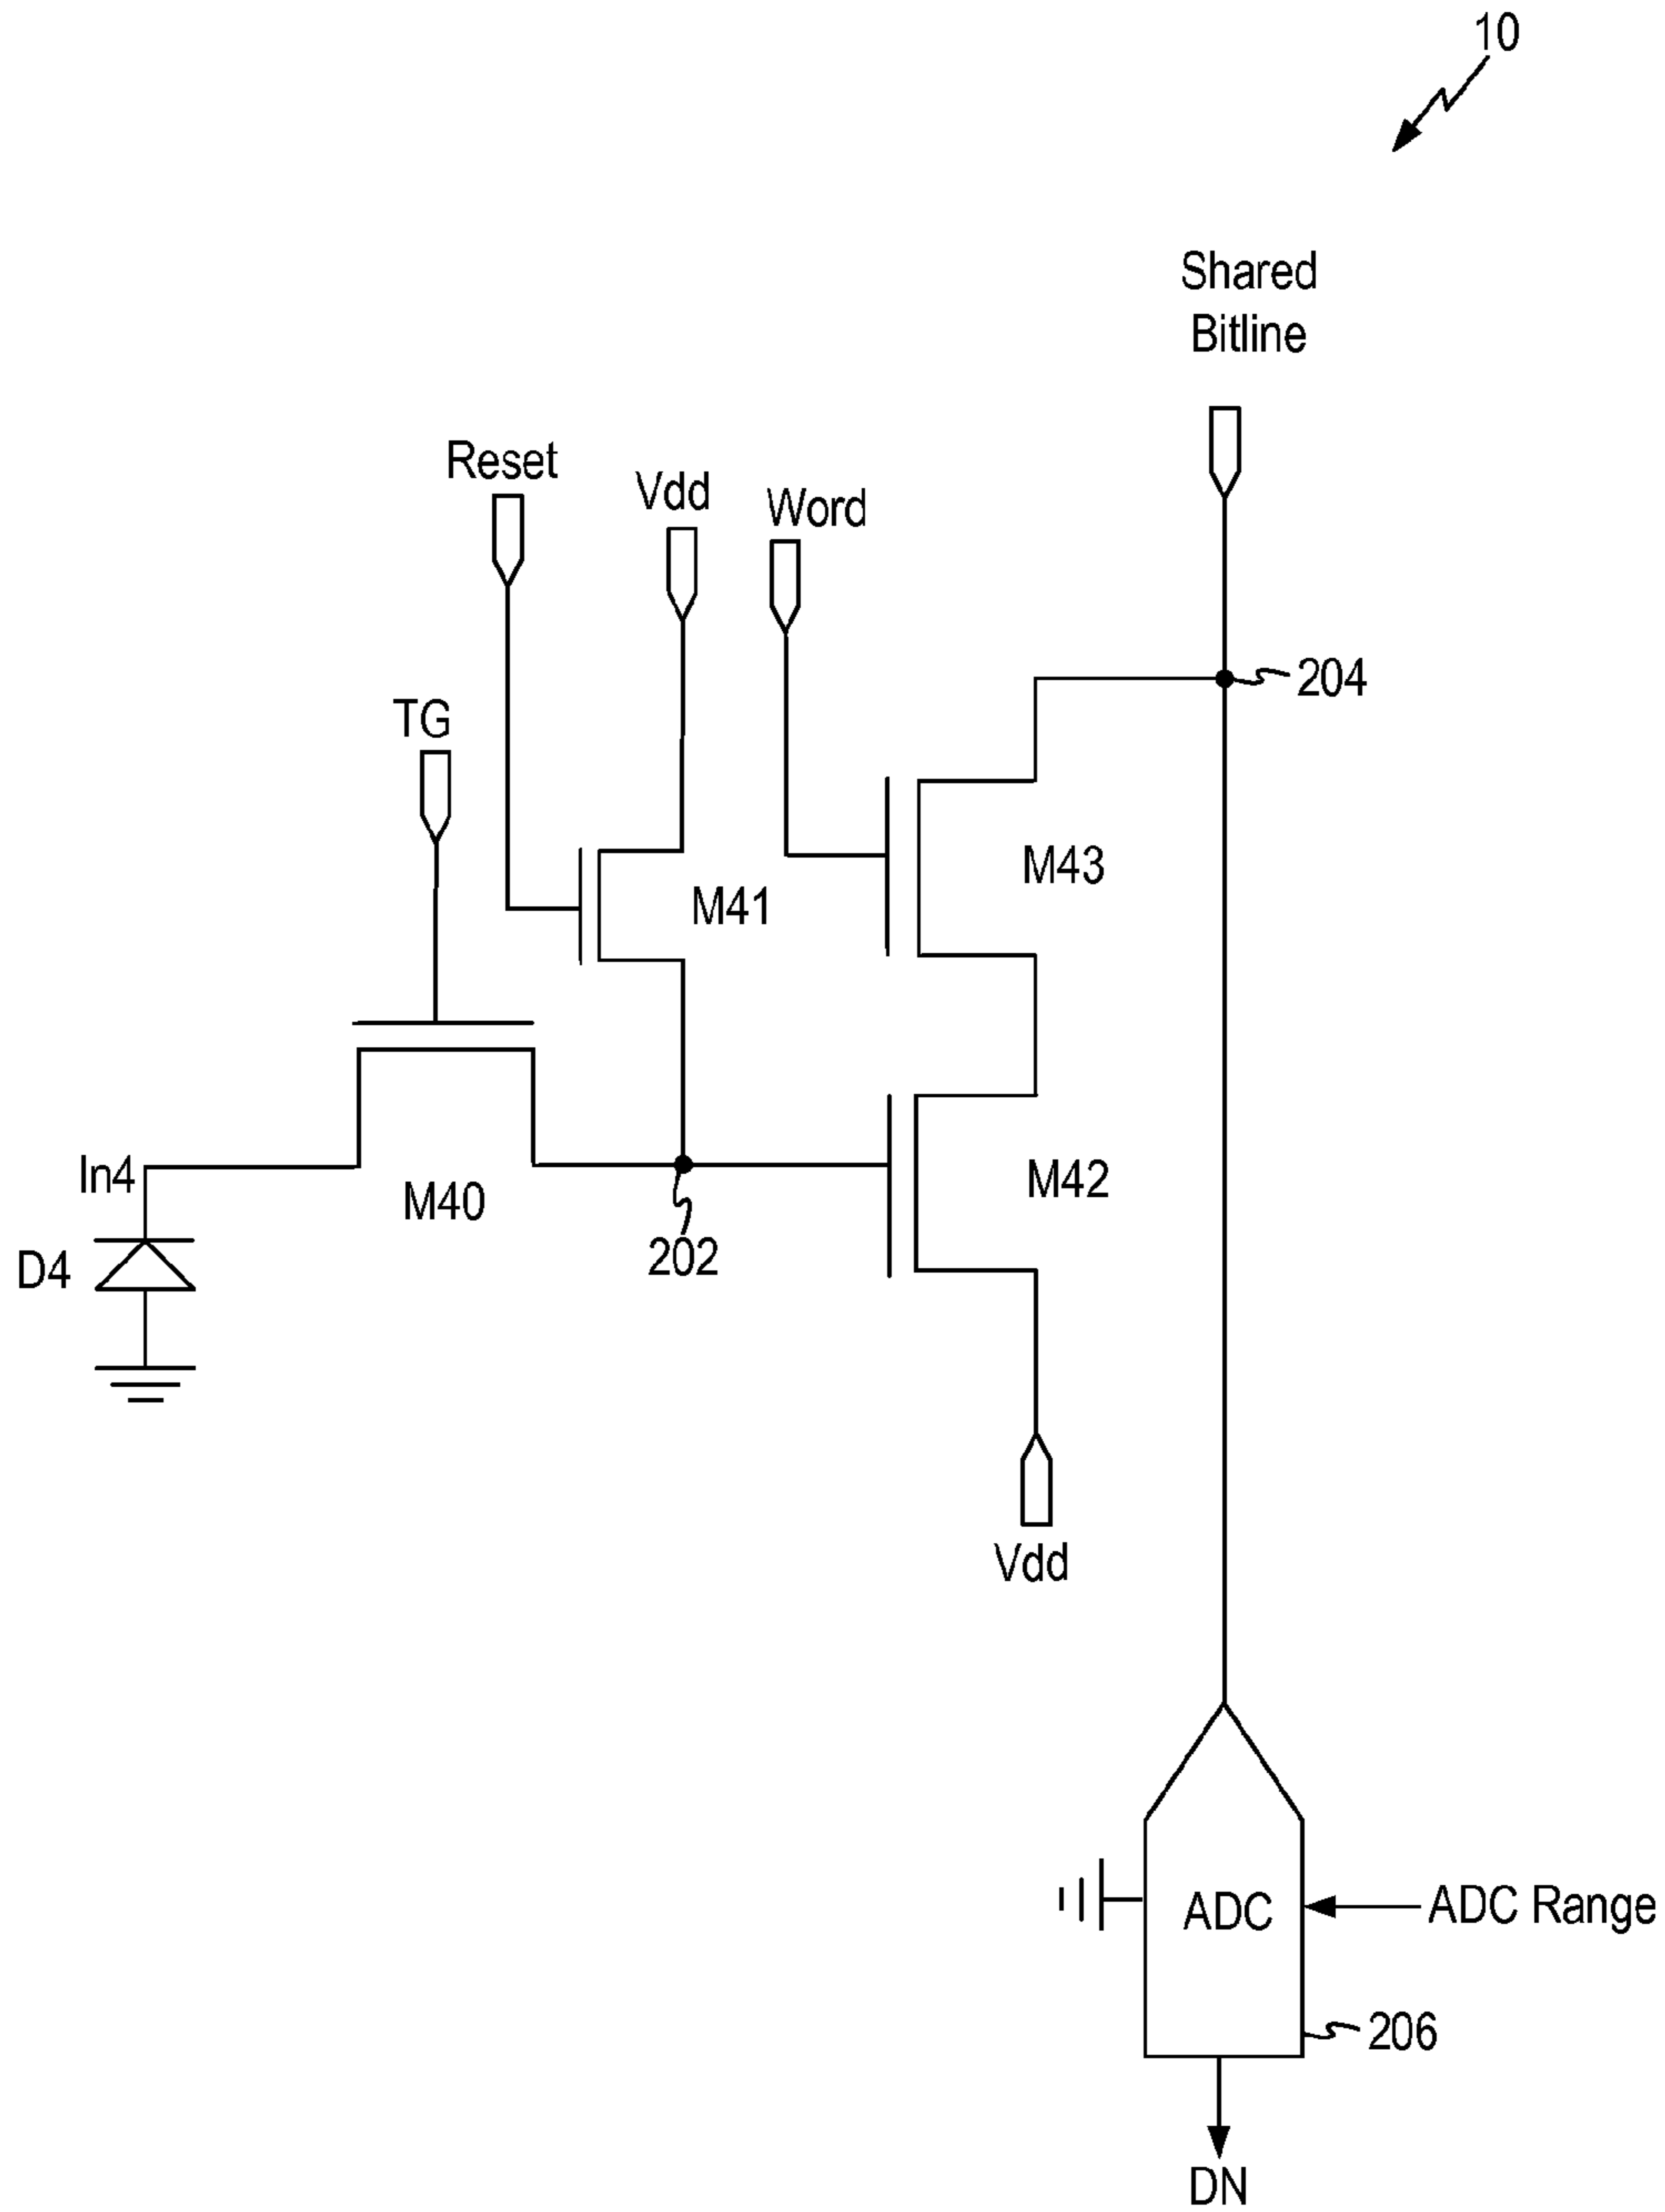 10
Shared
Bitline
Reset
Vdd
Word
204
TG
M43
M41
In4
M40
M42
202
D4
Vdd
ADC
ADC Range
206
DN